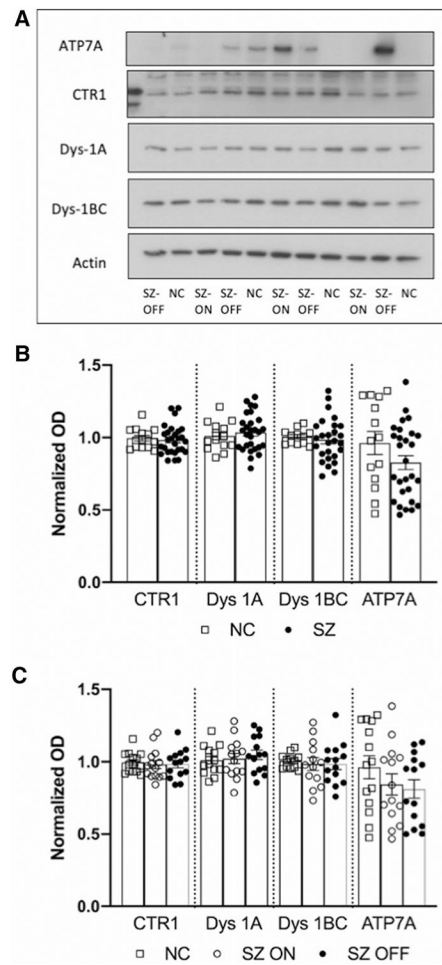 A
ATP7A
CTR1
Dys-1A
Dys-1BC
Actin
SZ- NC SZ- SZ- NC SZ- SZ- NC SZ- SZ- NC
OFF ON OFF ON OFF ON OFF
B
Normalized OD
1.5
1.0
0.5
0.0
CTR1 Dys 1A Dys 1BC ATP7A
□ NC ● SZ
C
Normalized OD
1.5
1.0
0.5
0.0
CTR1 Dys 1A Dys 1BC ATP7A
□ NC ○ SZ ON ● SZ OFF